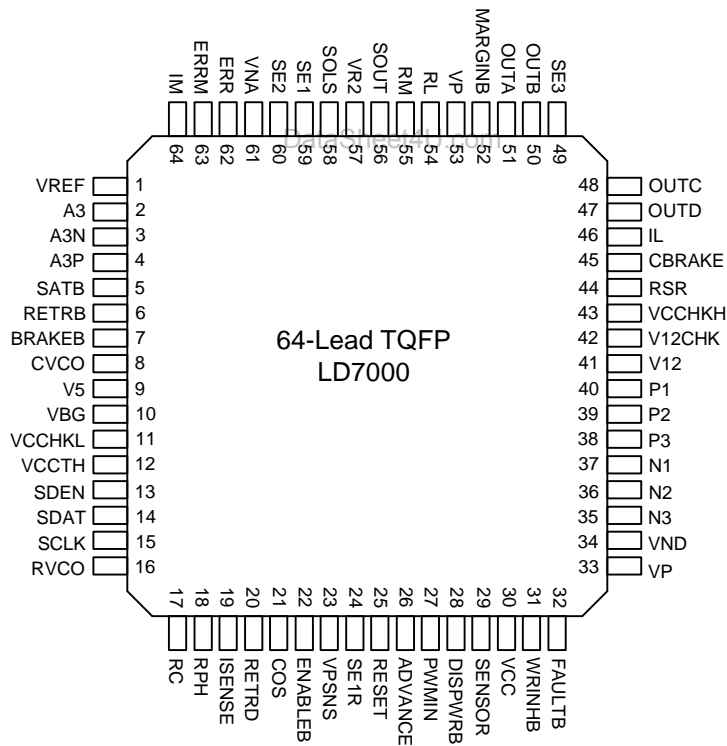 IM
ERRM
ERR
VNA
SE2
SE1
SOLS
VR2
SOUT
RM
RL
VP
MARGINB
OUTA
OUTB
SE3
64
63
62
61
60
59
58
57
56
55
54
53
52
51
50
49
DataSheet4U.com
VREF 1
A3 2
A3N 3
A3P 4
SATB 5
RETRB 6
BRAKEB 7
CVCO 8
V5 9
VBG 10
VCCHKL 11
VCCTH 12
SDEN 13
SDAT 14
SCLK 15
RVCO 16
64-Lead TQFP
LD7000
48 OUTC
47 OUTD
46 IL
45 CBRAKE
44 RSR
43 VCCHKH
42 V12CHK
41 V12
40 P1
39 P2
38 P3
37 N1
36 N2
35 N3
34 VND
33 VP
17
18
19
20
21
22
23
24
25
26
27
28
29
30
31
32
RC
RPH
ISENSE
RETRD
COS
ENABLEB
VPSNS
SE1R
RESET
ADVANCE
PWMIN
DISPWRB
SENSOR
VCC
WRINHB
FAULTB